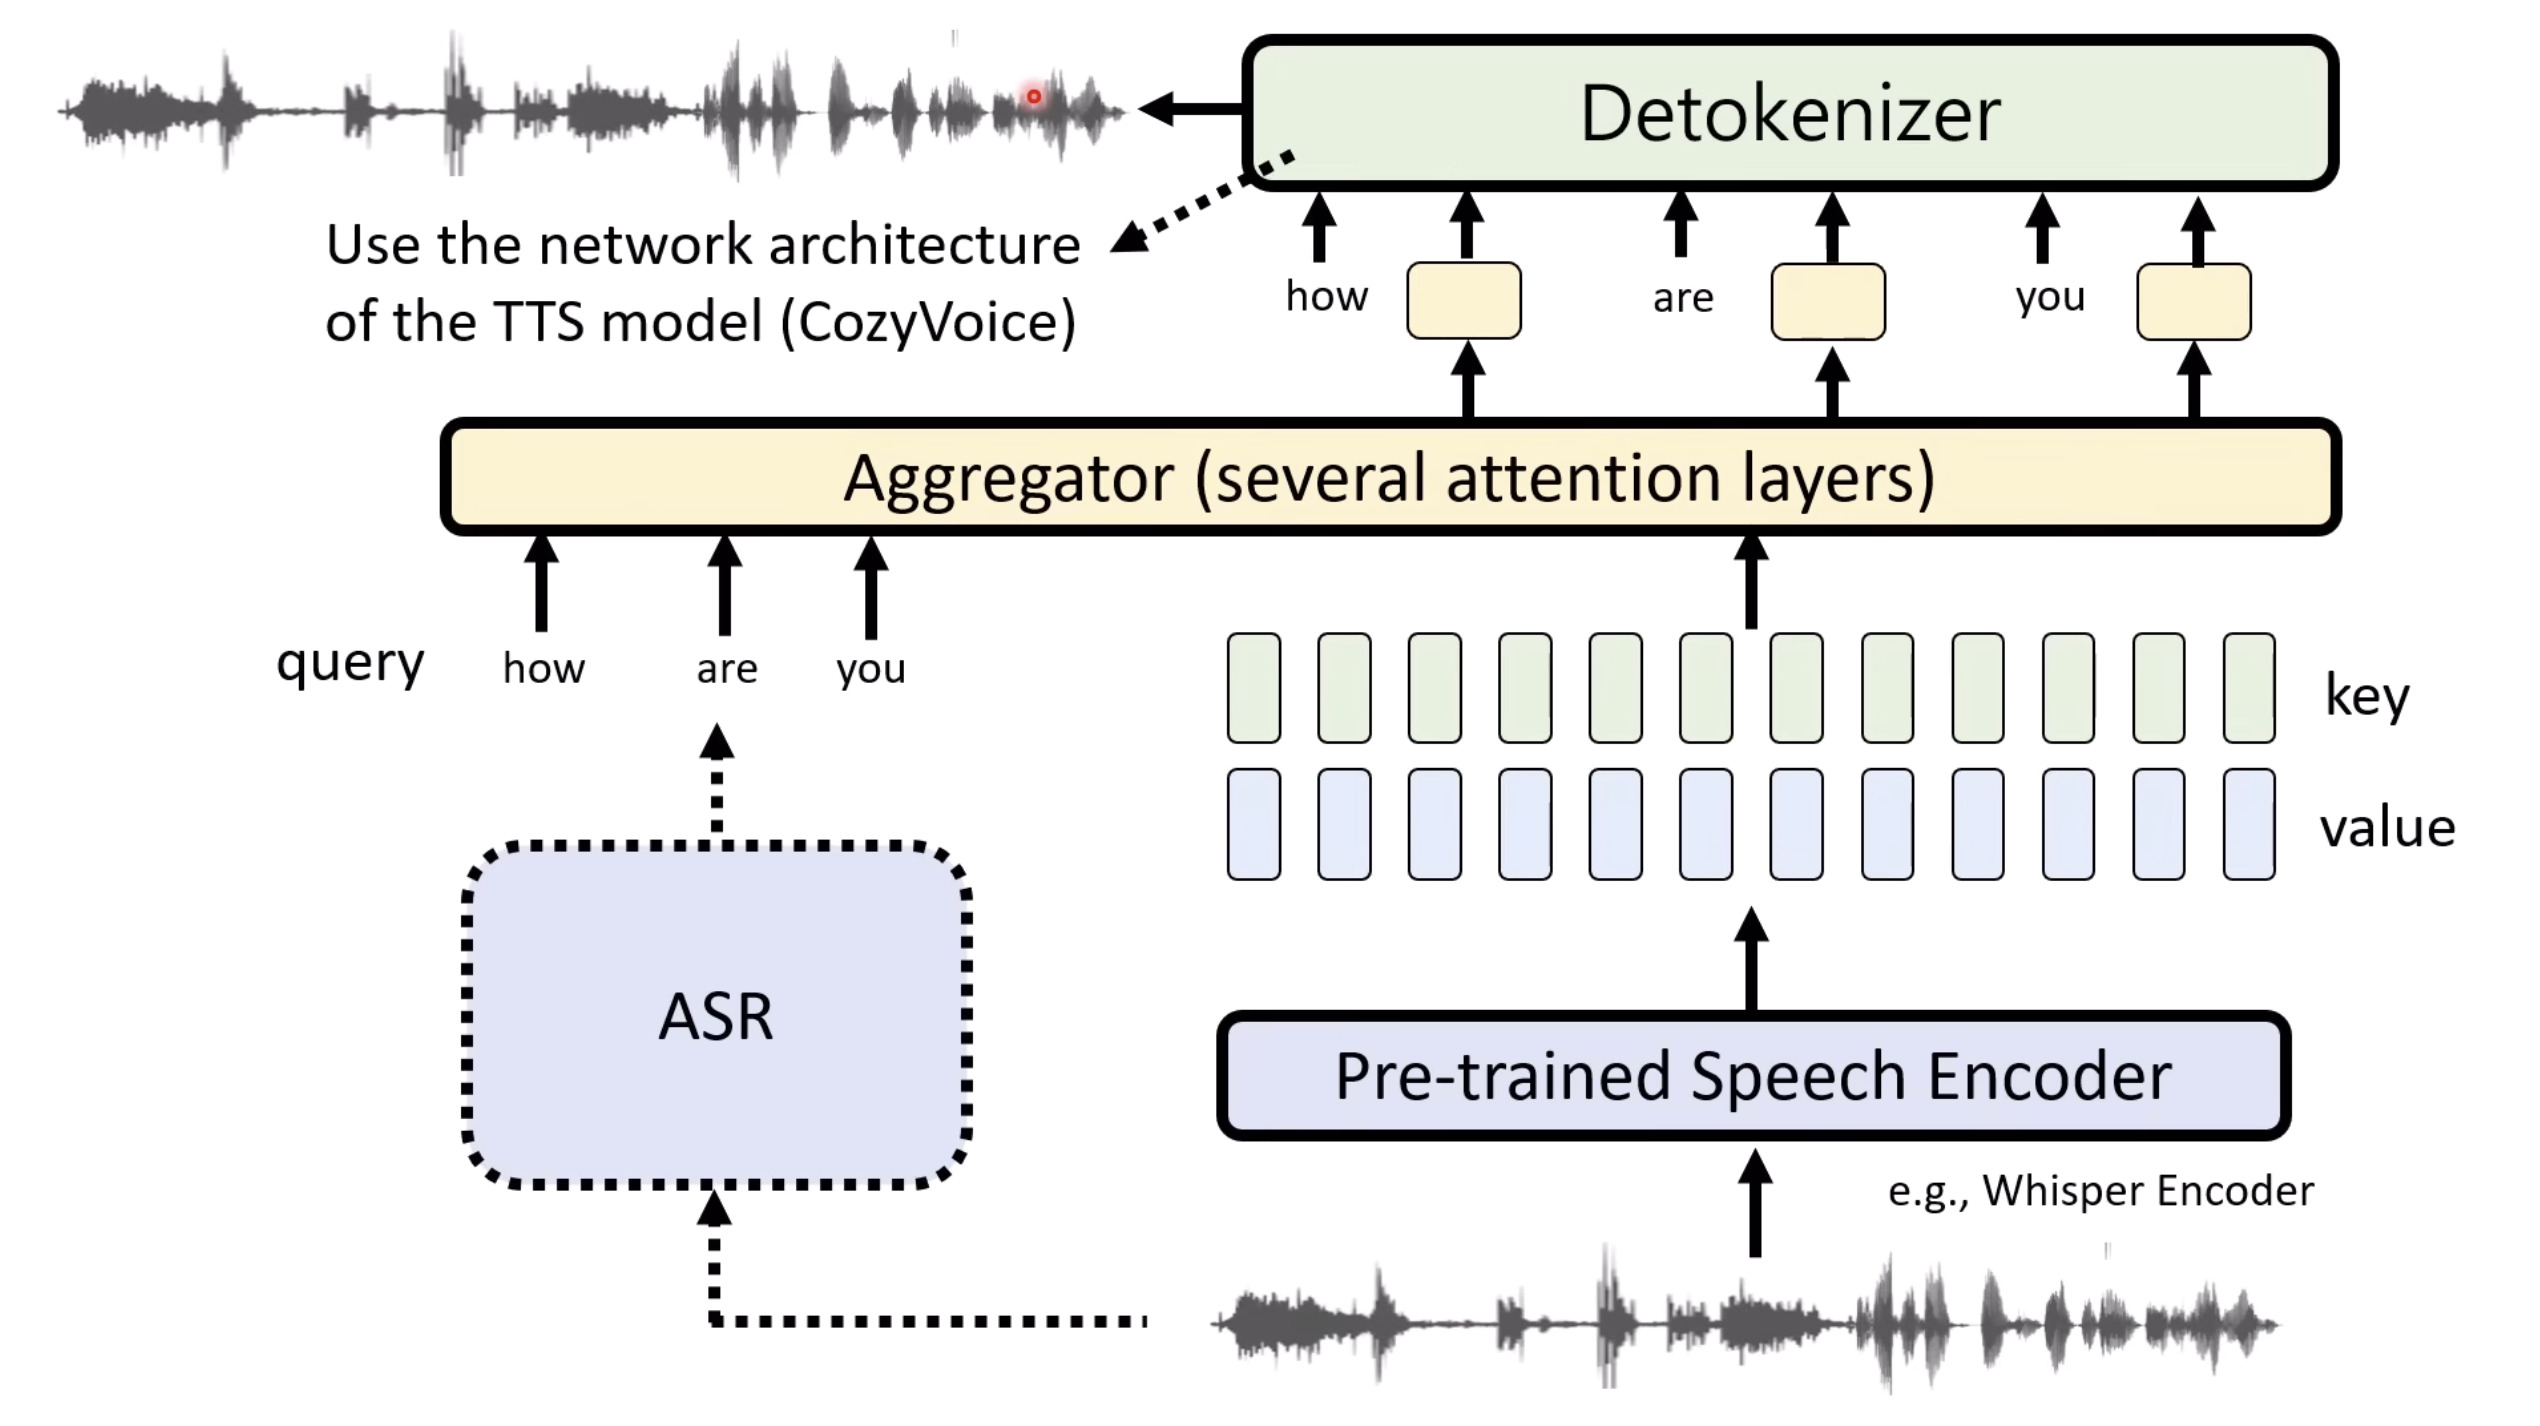 Detokenizer
Use the network architecture
of the TTS model (CozyVoice)
how
are
you
Aggregator (several attention layers)
query
how
are
you
key
value
ASR
Pre-trained Speech Encoder
e.g., Whisper Encoder